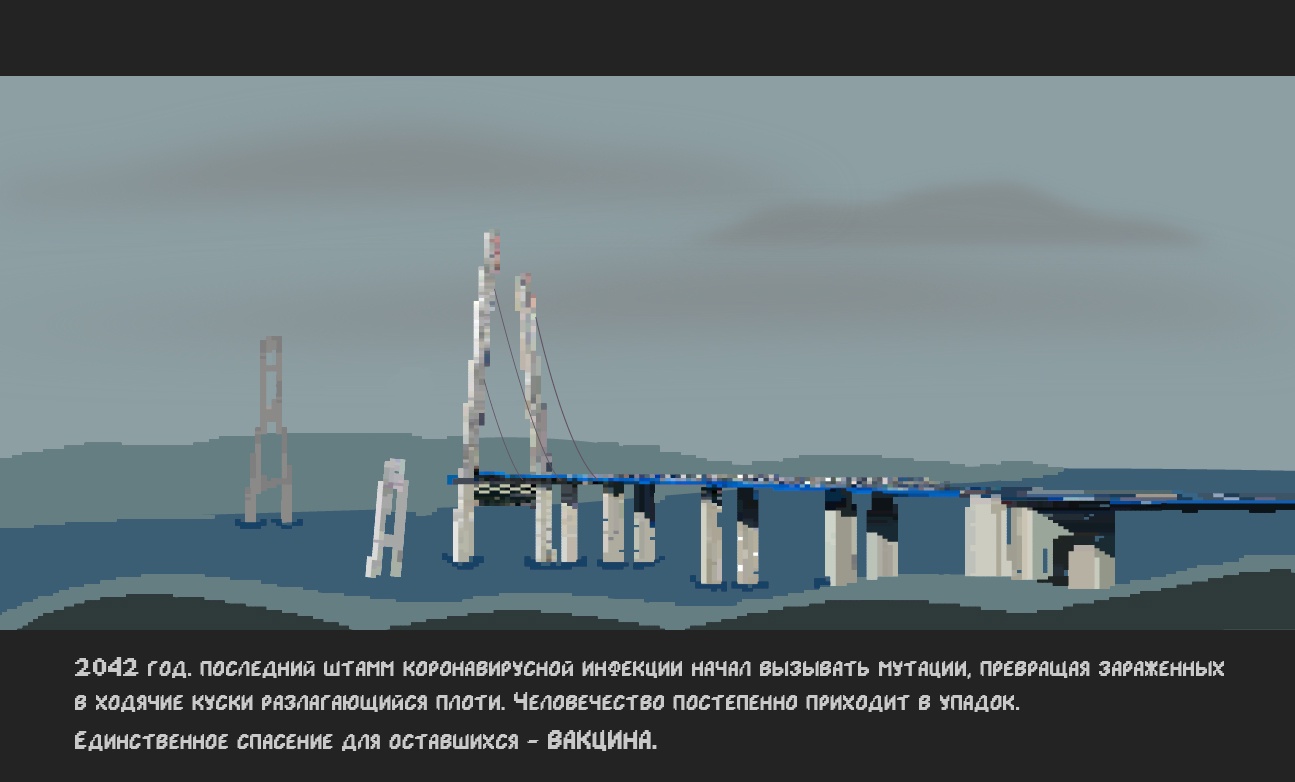 2042 год. Последний штамм коронавирусной инфекции начал вызывать мутации, превращая зараженных
в ходячие куски разлагающийся плоти. Человечество постепенно приходит в упадок.
Единственное спасение для оставшихся - ВАКЦИНА.